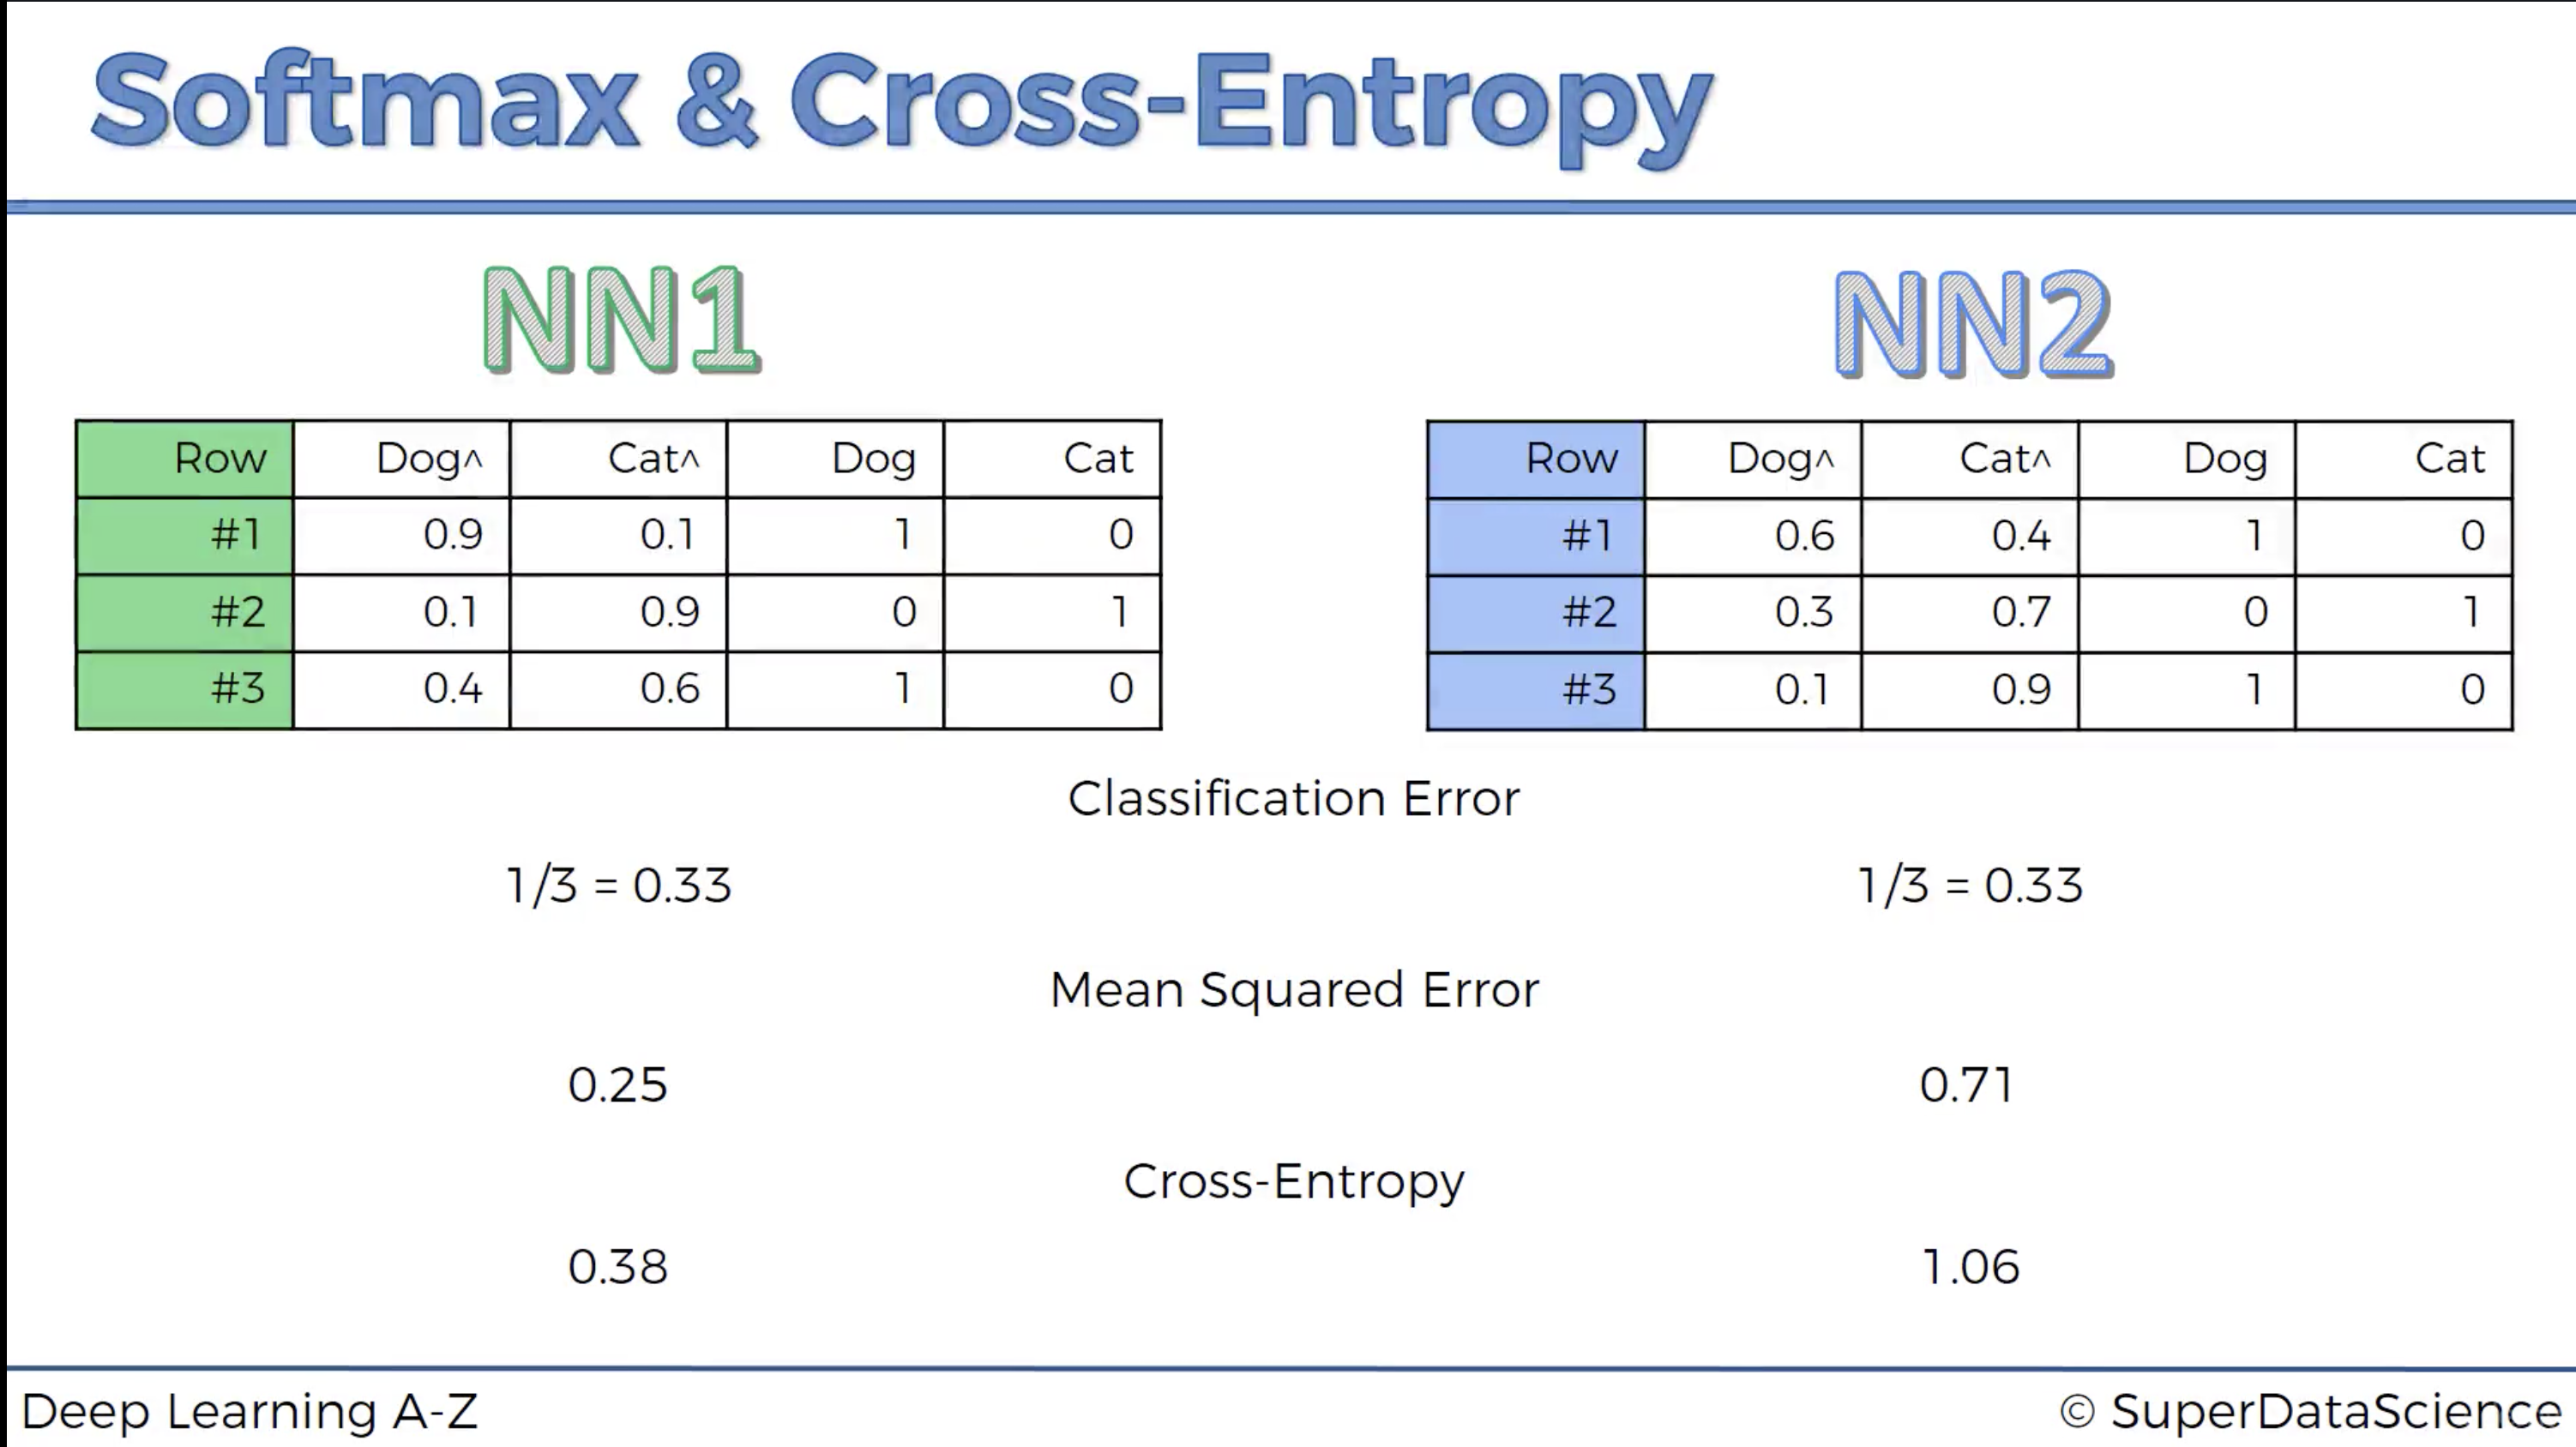 Softmax & Cross-Entropy
NN1
NN2
Row Dog^ Cat^ Dog Cat
#1 0.9 0.1 1 0
#2 0.1 0.9 0 1
#3 0.4 0.6 1 0
Row Dog^ Cat^ Dog Cat
#1 0.6 0.4 1 0
#2 0.3 0.7 0 1
#3 0.1 0.9 1 0
Classification Error
1/3 = 0.33
1/3 = 0.33
Mean Squared Error
0.25
0.71
Cross-Entropy
0.38
1.06
Deep Learning A-Z
© SuperDataScience